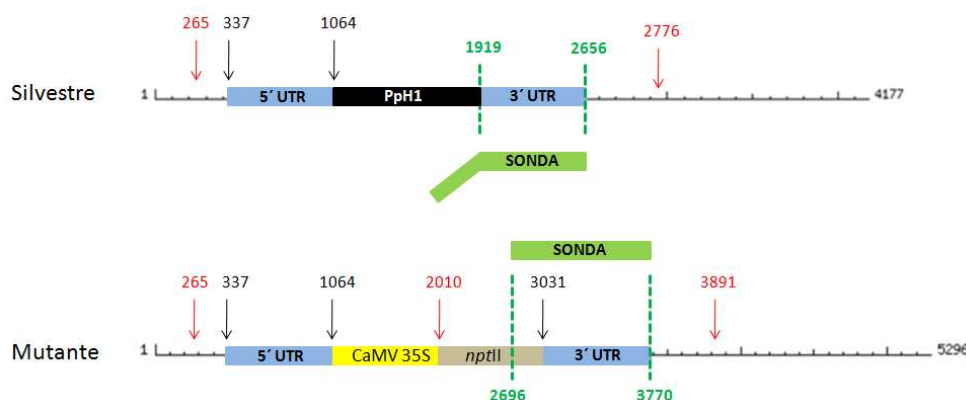 265 337 1064 1919 2656 2776
Silvestre 1 5´ UTR PpH1 3´ UTR 4177
SONDA
SONDA
265 337 1064 2010 3031 3891
Mutante 1 5´ UTR CaMV 35S nptII 3´ UTR 5296
2696 3770